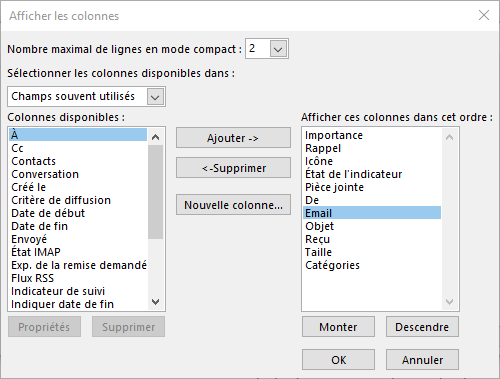 Afficher les colonnes
Nombre maximal de lignes en mode compact : 2
Sélectionner les colonnes disponibles dans :
Champs souvent utilisés
Colonnes disponibles :
À
Cc
Contacts
Conversation
Créé le
Critère de diffusion
Date de début
Date de fin
Envoyé
État IMAP
Exp. de la remise demandé
Flux RSS
Indicateur de suivi
Indiquer date de fin
Propriétés
Supprimer
Ajouter ->
<-Supprimer
Nouvelle colonne...
Afficher ces colonnes dans cet ordre :
Importance
Rappel
Icône
État de l'indicateur
Pièce jointe
De
Email
Objet
Reçu
Taille
Catégories
Monter
Descendre
OK
Annuler